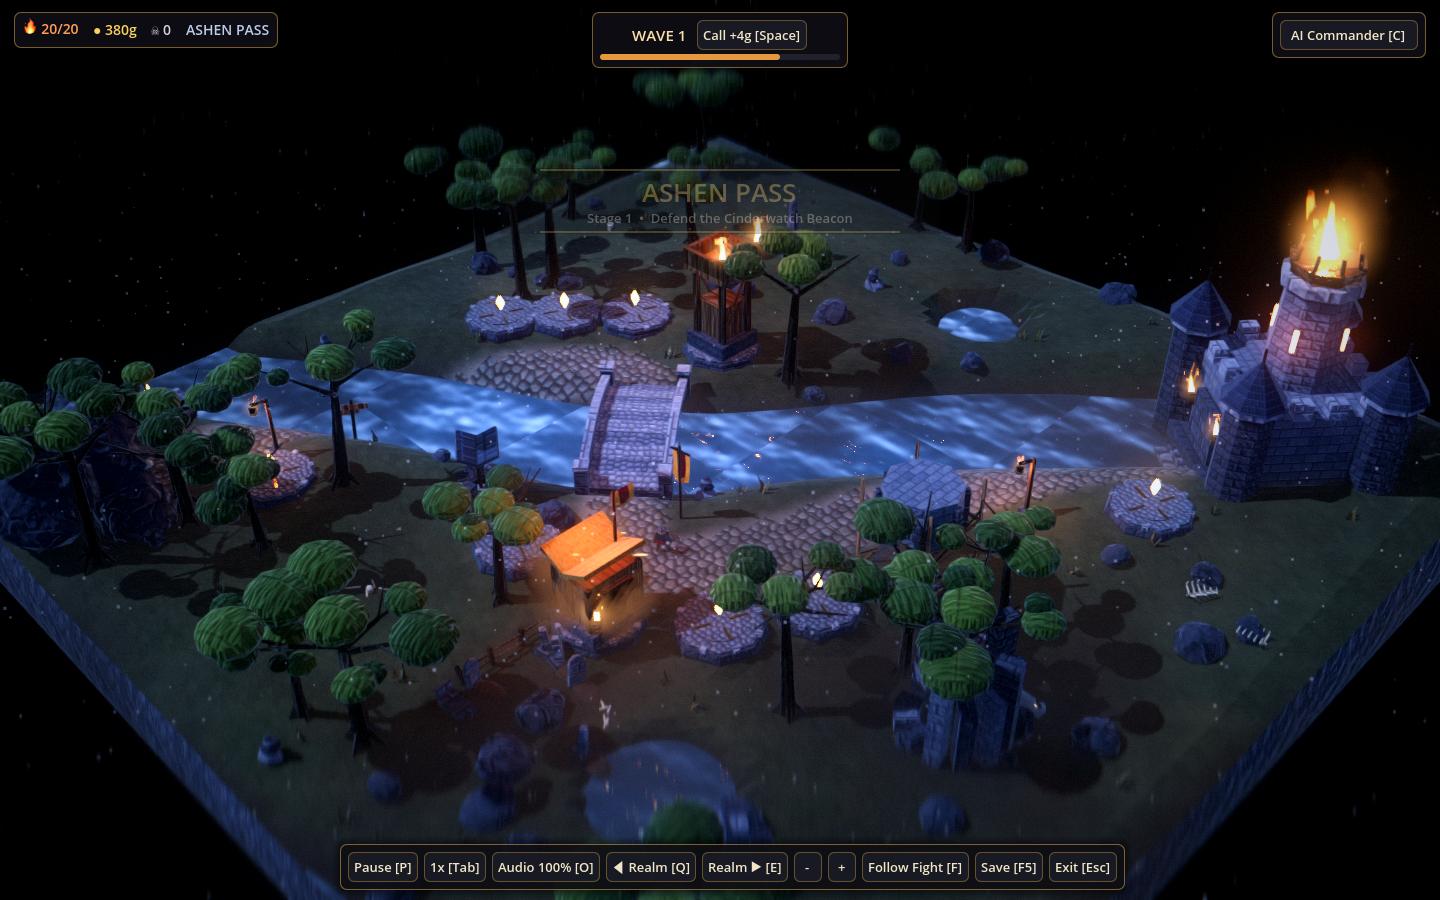 20/20 380g 0 ASHEN PASS
WAVE 1 Call +4g [Space]
AI Commander [C]
ASHEN PASS
Stage 1 • Defend the Cinderwatch Beacon
Pause [P] 1x [Tab] Audio 100% [O] ◀ Realm [Q] Realm ▶ [E] - + Follow Fight [F] Save [F5] Exit [Esc]